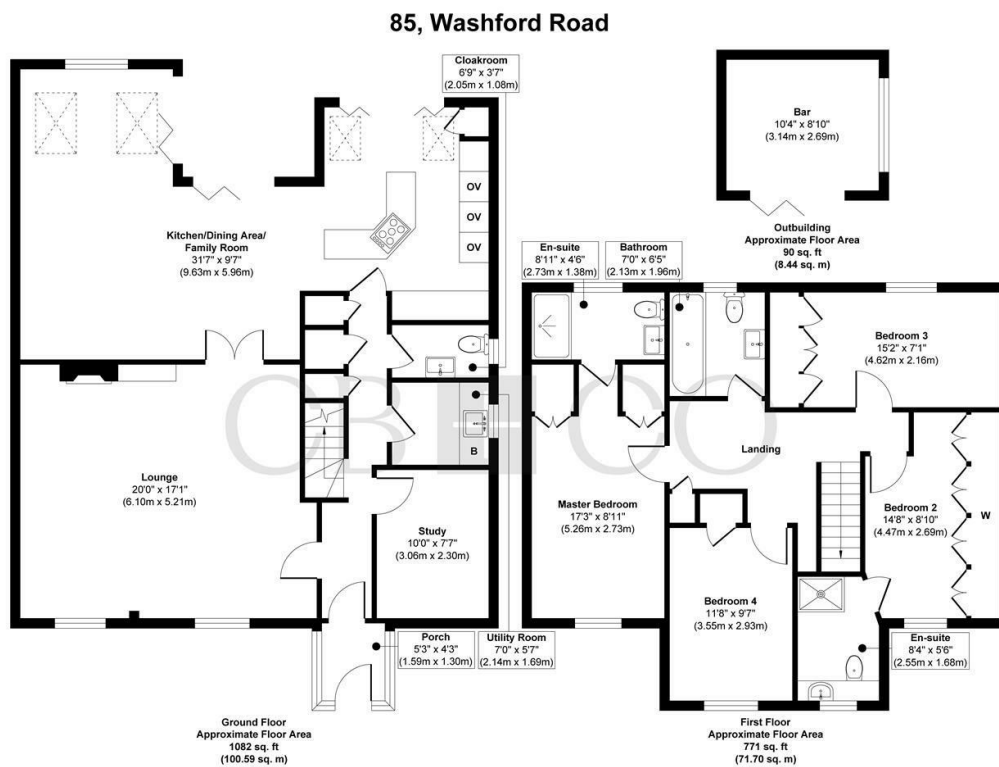 85, Washford Road
Cloakroom
6'9" x 3'7"
(2.05m x 1.08m)
Bar
10'4" x 8'10"
(3.14m x 2.69m)
OV
OV
OV
Kitchen/Dining Area/
Family Room
31'7" x 9'7"
(9.63m x 5.96m)
Outbuilding
Approximate Floor Area
90 sq. ft
(8.44 sq. m)
En-suite
8'11" x 4'6"
(2.73m x 1.38m)
Bathroom
7'0" x 6'5"
(2.13m x 1.96m)
Bedroom 3
15'2" x 7'1"
(4.62m x 2.16m)
B
Lounge
20'0" x 17'1"
(6.10m x 5.21m)
Landing
Study
10'0" x 7'7"
(3.06m x 2.30m)
Master Bedroom
17'3" x 8'11"
(5.26m x 2.73m)
Bedroom 2
14'8" x 8'10"
(4.47m x 2.69m)
W
Bedroom 4
11'8" x 9'7"
(3.55m x 2.93m)
Porch
5'3" x 4'3"
(1.59m x 1.30m)
Utility Room
7'0" x 5'7"
(2.14m x 1.69m)
En-suite
8'4" x 5'6"
(2.55m x 1.68m)
Ground Floor
Approximate Floor Area
1082 sq. ft
(100.59 sq. m)
First Floor
Approximate Floor Area
771 sq. ft
(71.70 sq. m)